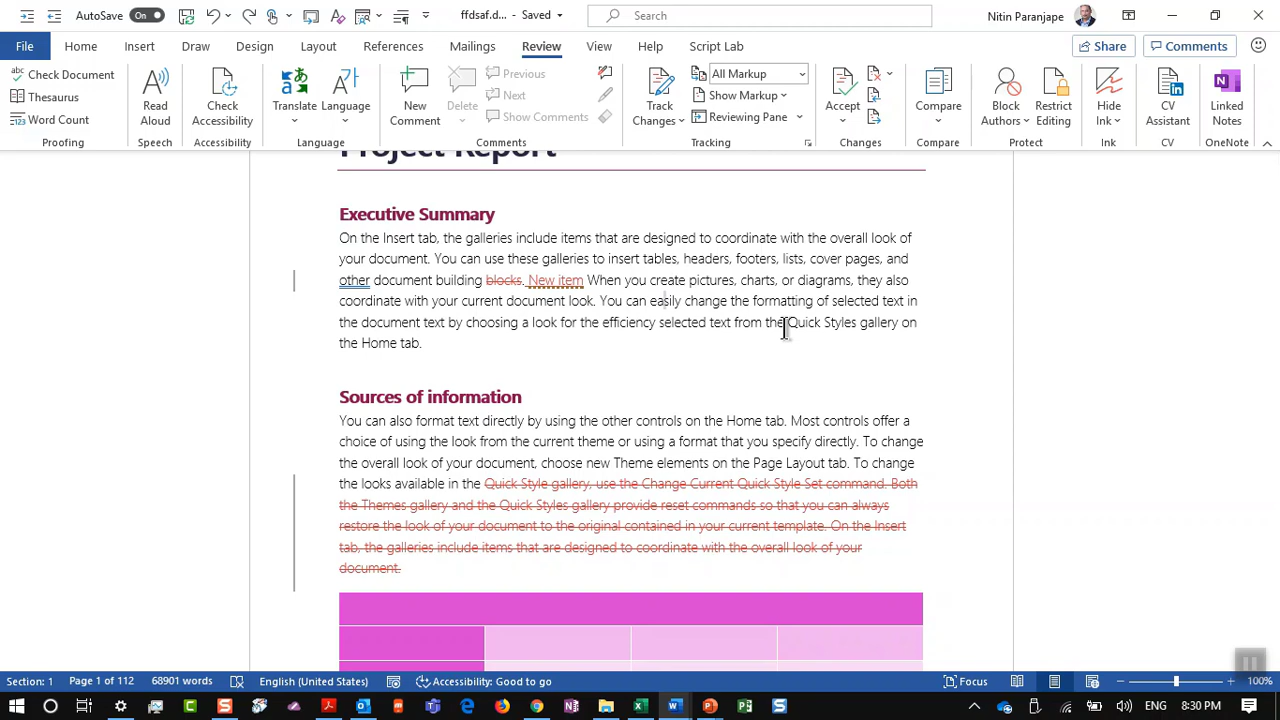 AutoSave On ffdsaf.d... - Saved Search Nitin Paranjape
File Home Insert Draw Design Layout References Mailings Review View Help Script Lab Share Comments
abc Check Document
Thesaurus
123 Word Count
Proofing
Read Aloud
Speech
Check Accessibility
Accessibility
Translate Language
Language
New Comment Delete Previous Next Show Comments
Comments
Track Changes All Markup Show Markup Reviewing Pane
Tracking
Accept
Changes
Compare
Compare
Block Authors Restrict Editing
Protect
Hide Ink
Ink
CV Assistant
CV
Linked Notes
OneNote
Project Report
Executive Summary
On the Insert tab, the galleries include items that are designed to coordinate with the overall look of
your document. You can use these galleries to insert tables, headers, footers, lists, cover pages, and
other document building blocks. New item When you create pictures, charts, or diagrams, they also
coordinate with your current document look. You can easily change the formatting of selected text in
the document text by choosing a look for the efficiency selected text from the Quick Styles gallery on
the Home tab.
Sources of information
You can also format text directly by using the other controls on the Home tab. Most controls offer a
choice of using the look from the current theme or using a format that you specify directly. To change
the overall look of your document, choose new Theme elements on the Page Layout tab. To change
the looks available in the Quick Style gallery, use the Change Current Quick Style Set command. Both
the Themes gallery and the Quick Styles gallery provide reset commands so that you can always
restore the look of your document to the original contained in your current template. On the Insert
tab, the galleries include items that are designed to coordinate with the overall look of your
document.
Section: 1 Page 1 of 112 68901 words English (United States) Accessibility: Good to go Focus 100%
ENG 8:30 PM